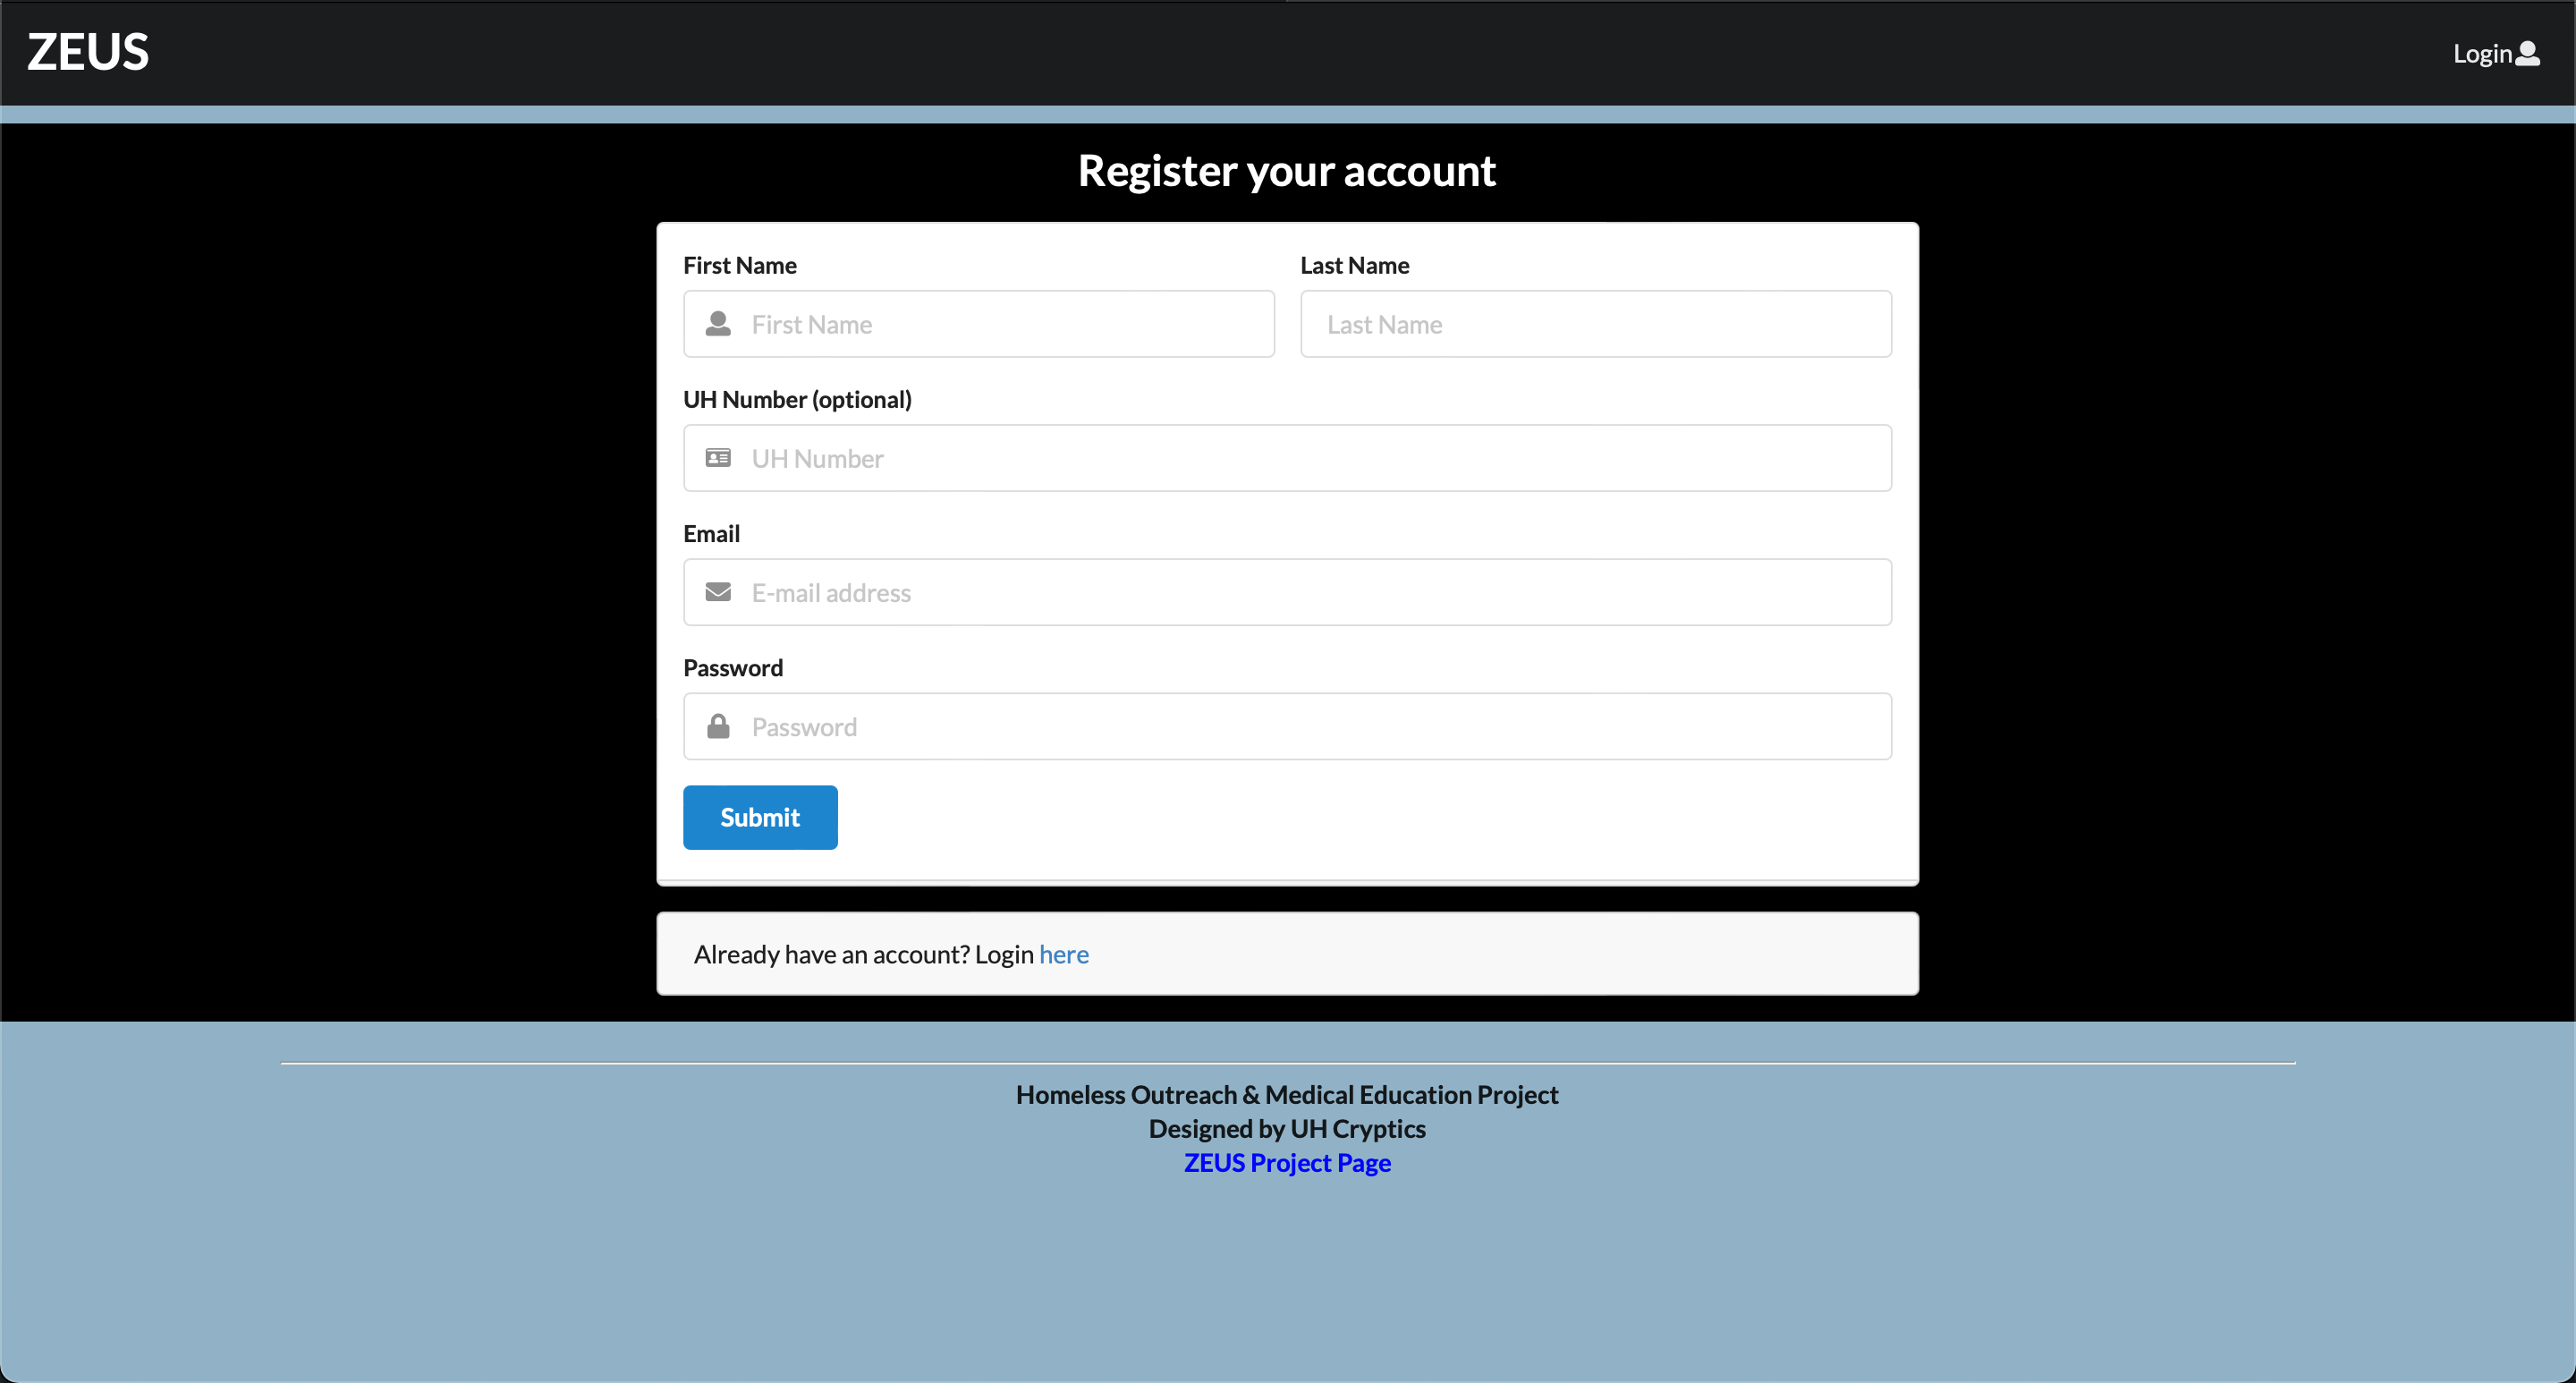 ZEUS
Login
Register your account
First Name
Last Name
First Name
Last Name
UH Number (optional)
UH Number
Email
E-mail address
Password
Password
Submit
Already have an account? Login here
Homeless Outreach & Medical Education Project
Designed by UH Cryptics
ZEUS Project Page